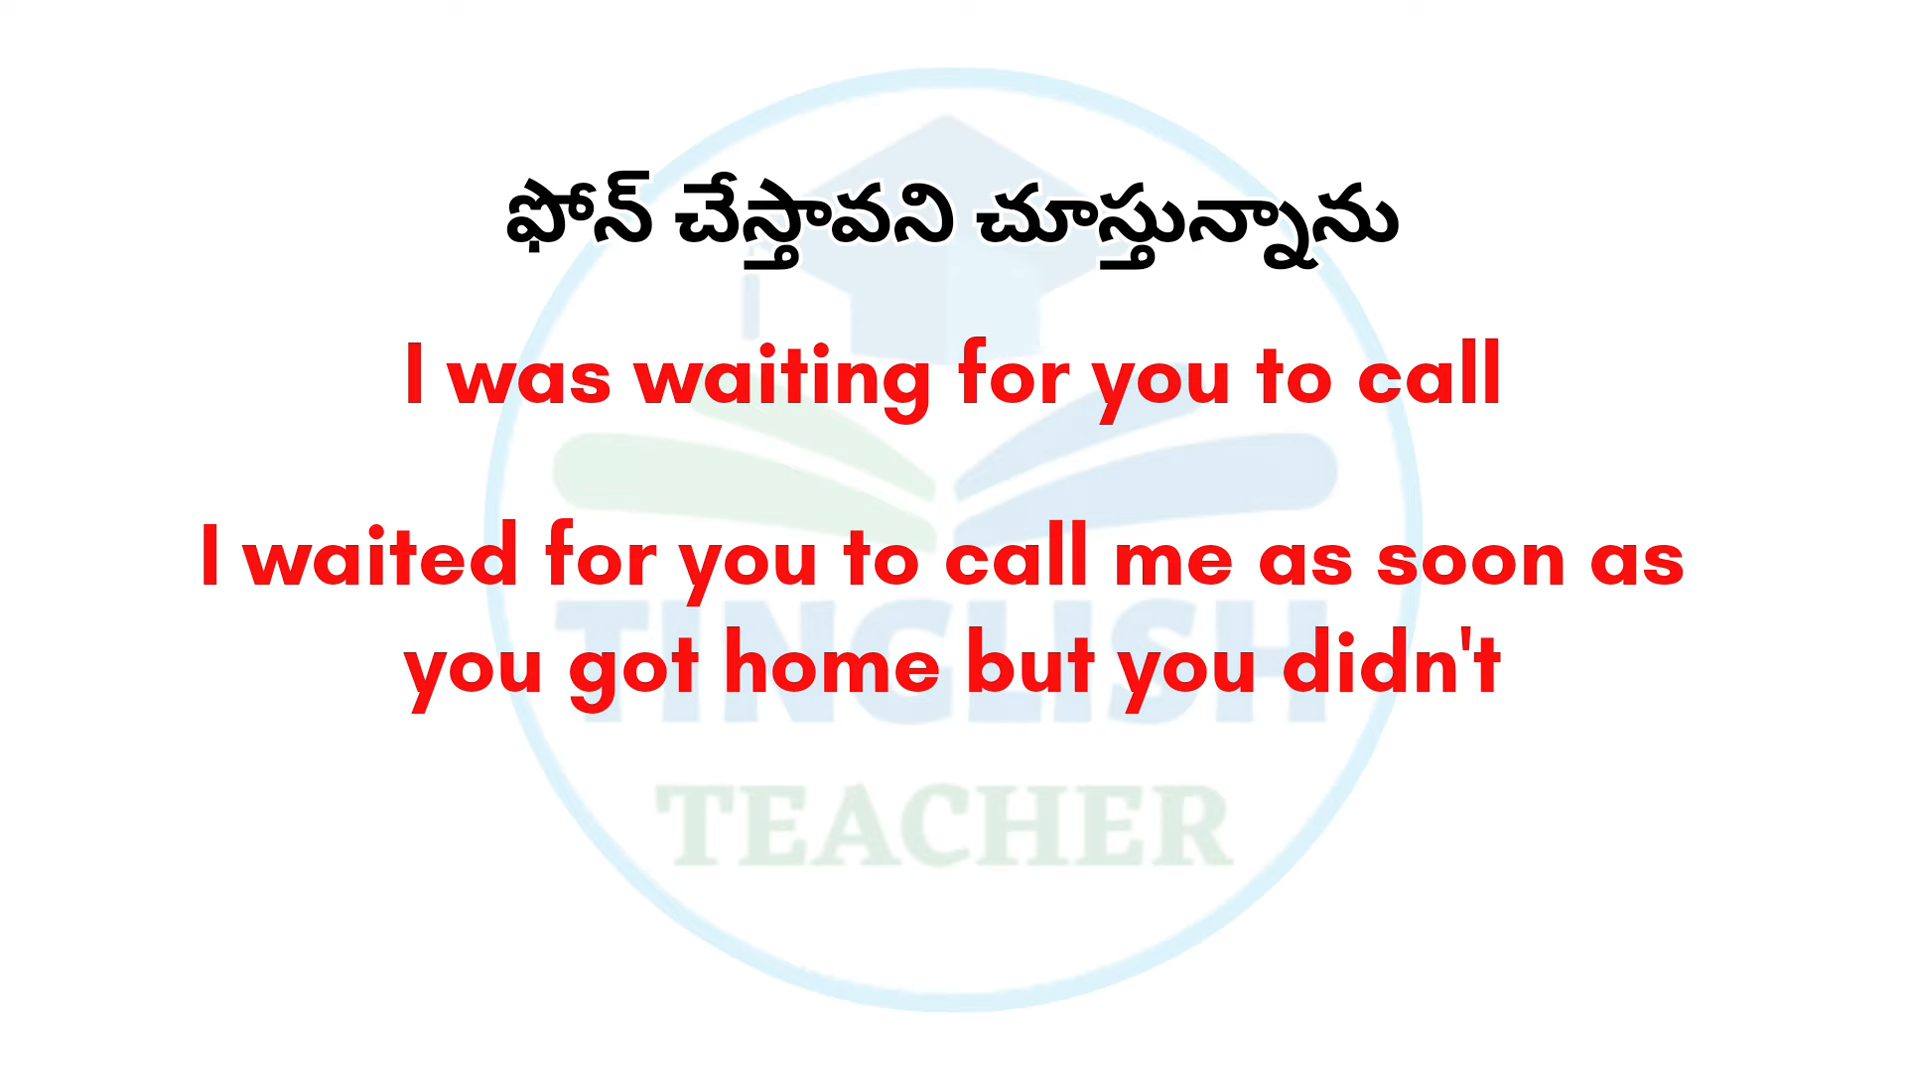 ఫోన్ చేస్తావని చూస్తున్నాను
I was waiting for you to call
I waited for you to call me as soon as
you got home but you didn't
TINGLISH
TEACHER